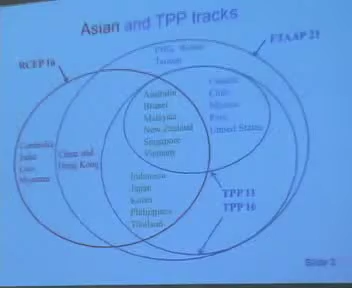 Asian and TPP tracks
RCEP 16
FTAAP 21
Russia
Taiwan
Canada
Chile
Mexico
Peru
United States
Australia
Brunei
Malaysia
New Zealand
Singapore
Vietnam
Cambodia
India
Laos
Myanmar
China and
Hong Kong
Indonesia
Japan
Korea
Philippines
Thailand
TPP 11
TPP 16
Slide 2